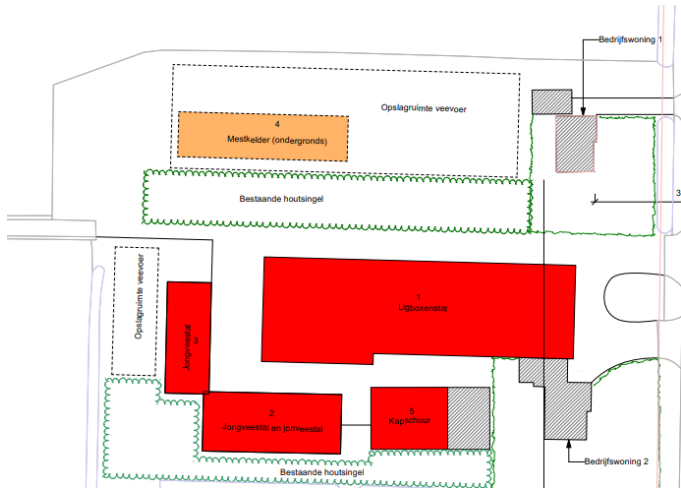 Bedrijfswoning 1
Opslagruimte veevoer
4
Mestkelder (ondergronds)
Bestaande houtsingel
3
Opslagruimte veevoer
1
Ligboxenstal
3
Jongveestal
2
Jongveestal en jonveestal
5
Kapschuur
Bedrijfswoning 2
Bestaande houtsingel